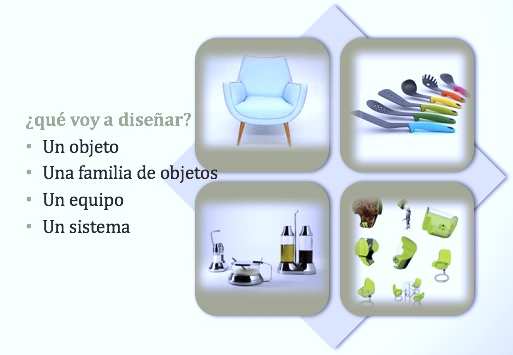 ¿qué voy a diseñar?
• Un objeto
• Una familia de objetos
• Un equipo
• Un sistema